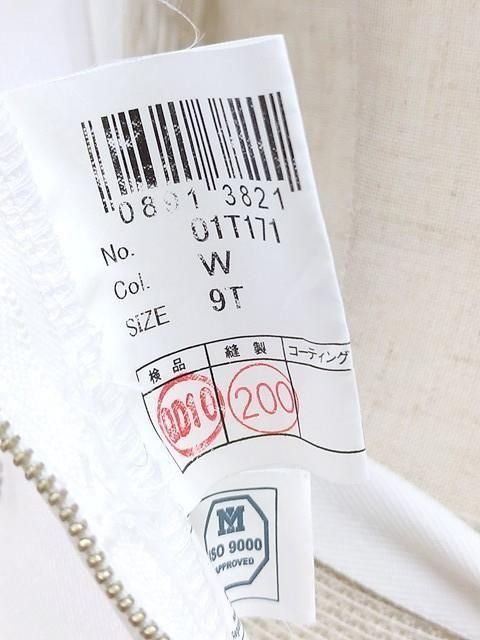 0891 3821
No. 01T171
Col. W
SIZE 9T
検品 縫製 コーティング
200
M
ISO 9000
APPROVED